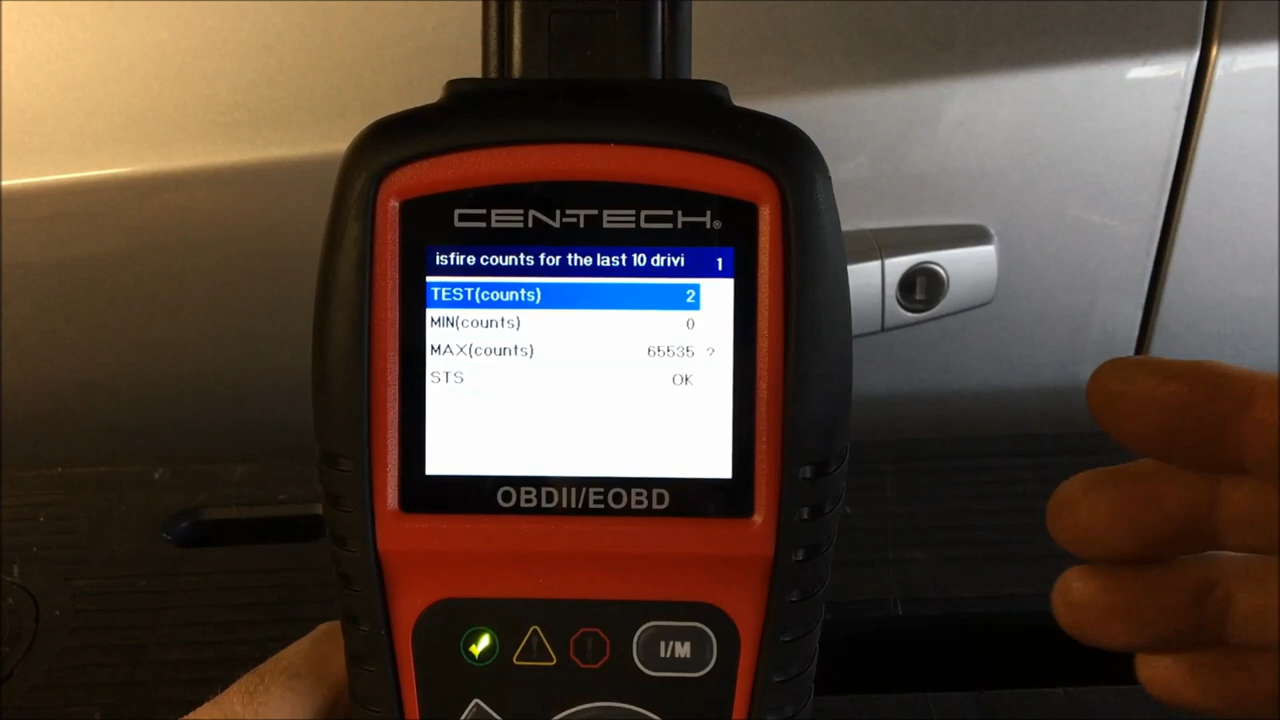 CEN-TECH®
isfire counts for the last 10 drivi 1
TEST(counts) 2
MIN(counts) 0
MAX(counts) 65535 ?
STS OK
OBDII/EOBD
I/M